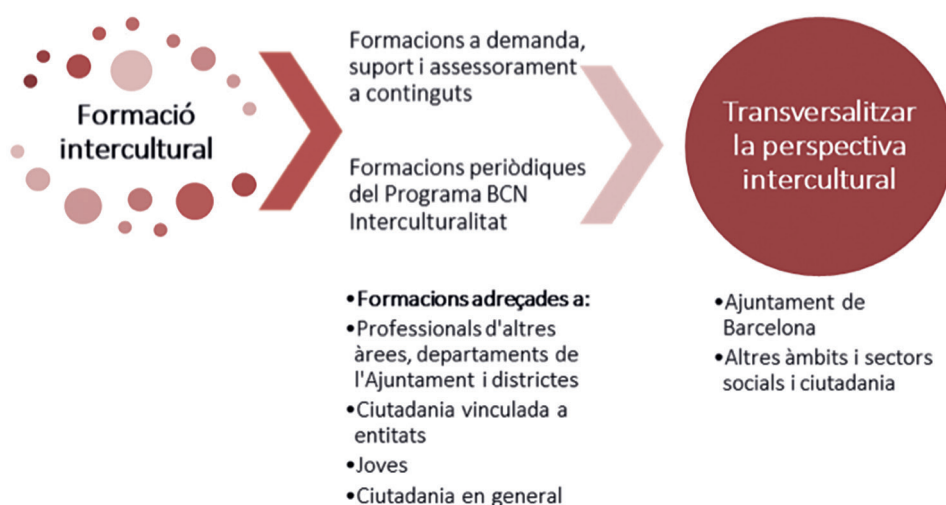 Formació
intercultural
Formacions a demanda,
suport i assessorament
a continguts
Formacions periòdiques
del Programa BCN
Interculturalitat
•Formacions adreçades a:
•Professionals d'altres
àrees, departaments de
l'Ajuntament i districtes
•Ciutadania vinculada a
entitats
•Joves
•Ciutadania en general
Transversalitzar
la perspectiva
intercultural
•Ajuntament de
Barcelona
•Altres àmbits i sectors
socials i ciutadania